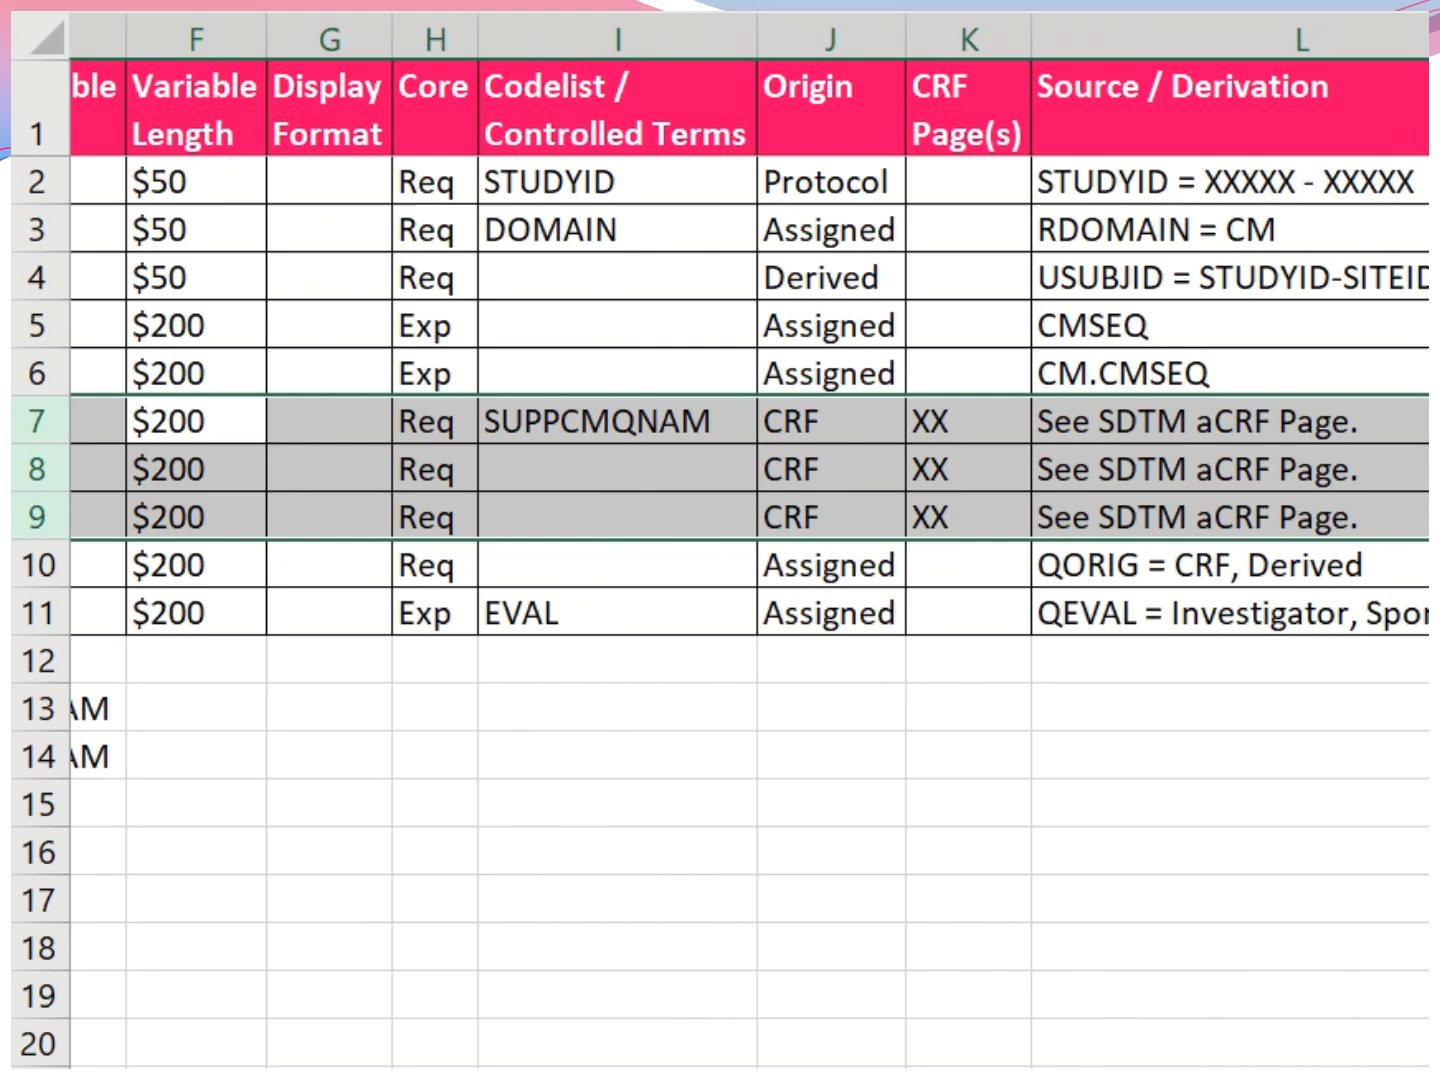 F G H I J K L
ble Variable Display Core Codelist / Origin CRF Source / Derivation
1 Length Format Controlled Terms Page(s)
2 $50 Req STUDYID Protocol STUDYID = XXXXX - XXXXX
3 $50 Req DOMAIN Assigned RDOMAIN = CM
4 $50 Req Derived USUBJID = STUDYID-SITEID
5 $200 Exp Assigned CMSEQ
6 $200 Exp Assigned CM.CMSEQ
7 $200 Req SUPPCMQNAM CRF XX See SDTM aCRF Page.
8 $200 Req CRF XX See SDTM aCRF Page.
9 $200 Req CRF XX See SDTM aCRF Page.
10 $200 Req Assigned QORIG = CRF, Derived
11 $200 Exp EVAL Assigned QEVAL = Investigator, Spon
12
13 AM
14 AM
15
16
17
18
19
20